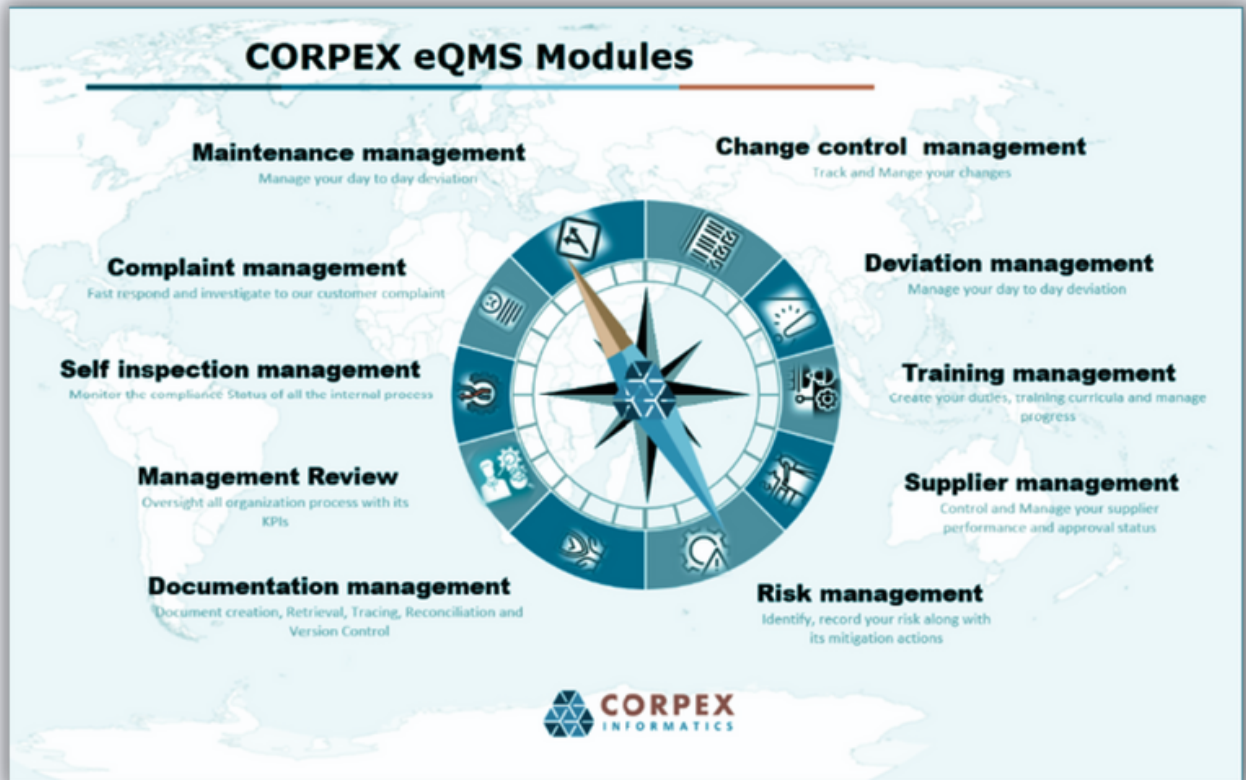 CORPEX eQMS Modules
Maintenance management
Manage your day to day deviation
Complaint management
Fast respond and investigate to our customer complaint
Self inspection management
Monitor the compliance Status of all the internal process
Management Review
Oversight all organization process with its
KPIs
Documentation management
Document creation, Retrieval, Tracing, Reconciliation and
Version Control
Change control management
Track and Mange your changes
Deviation management
Manage your day to day deviation
Training management
Create your duties, training curricula and manage
progress
Supplier management
Control and Manage your supplier
performance and approval status
Risk management
Identify, record your risk along with
its mitigation actions
CORPEX
INFORMATICS